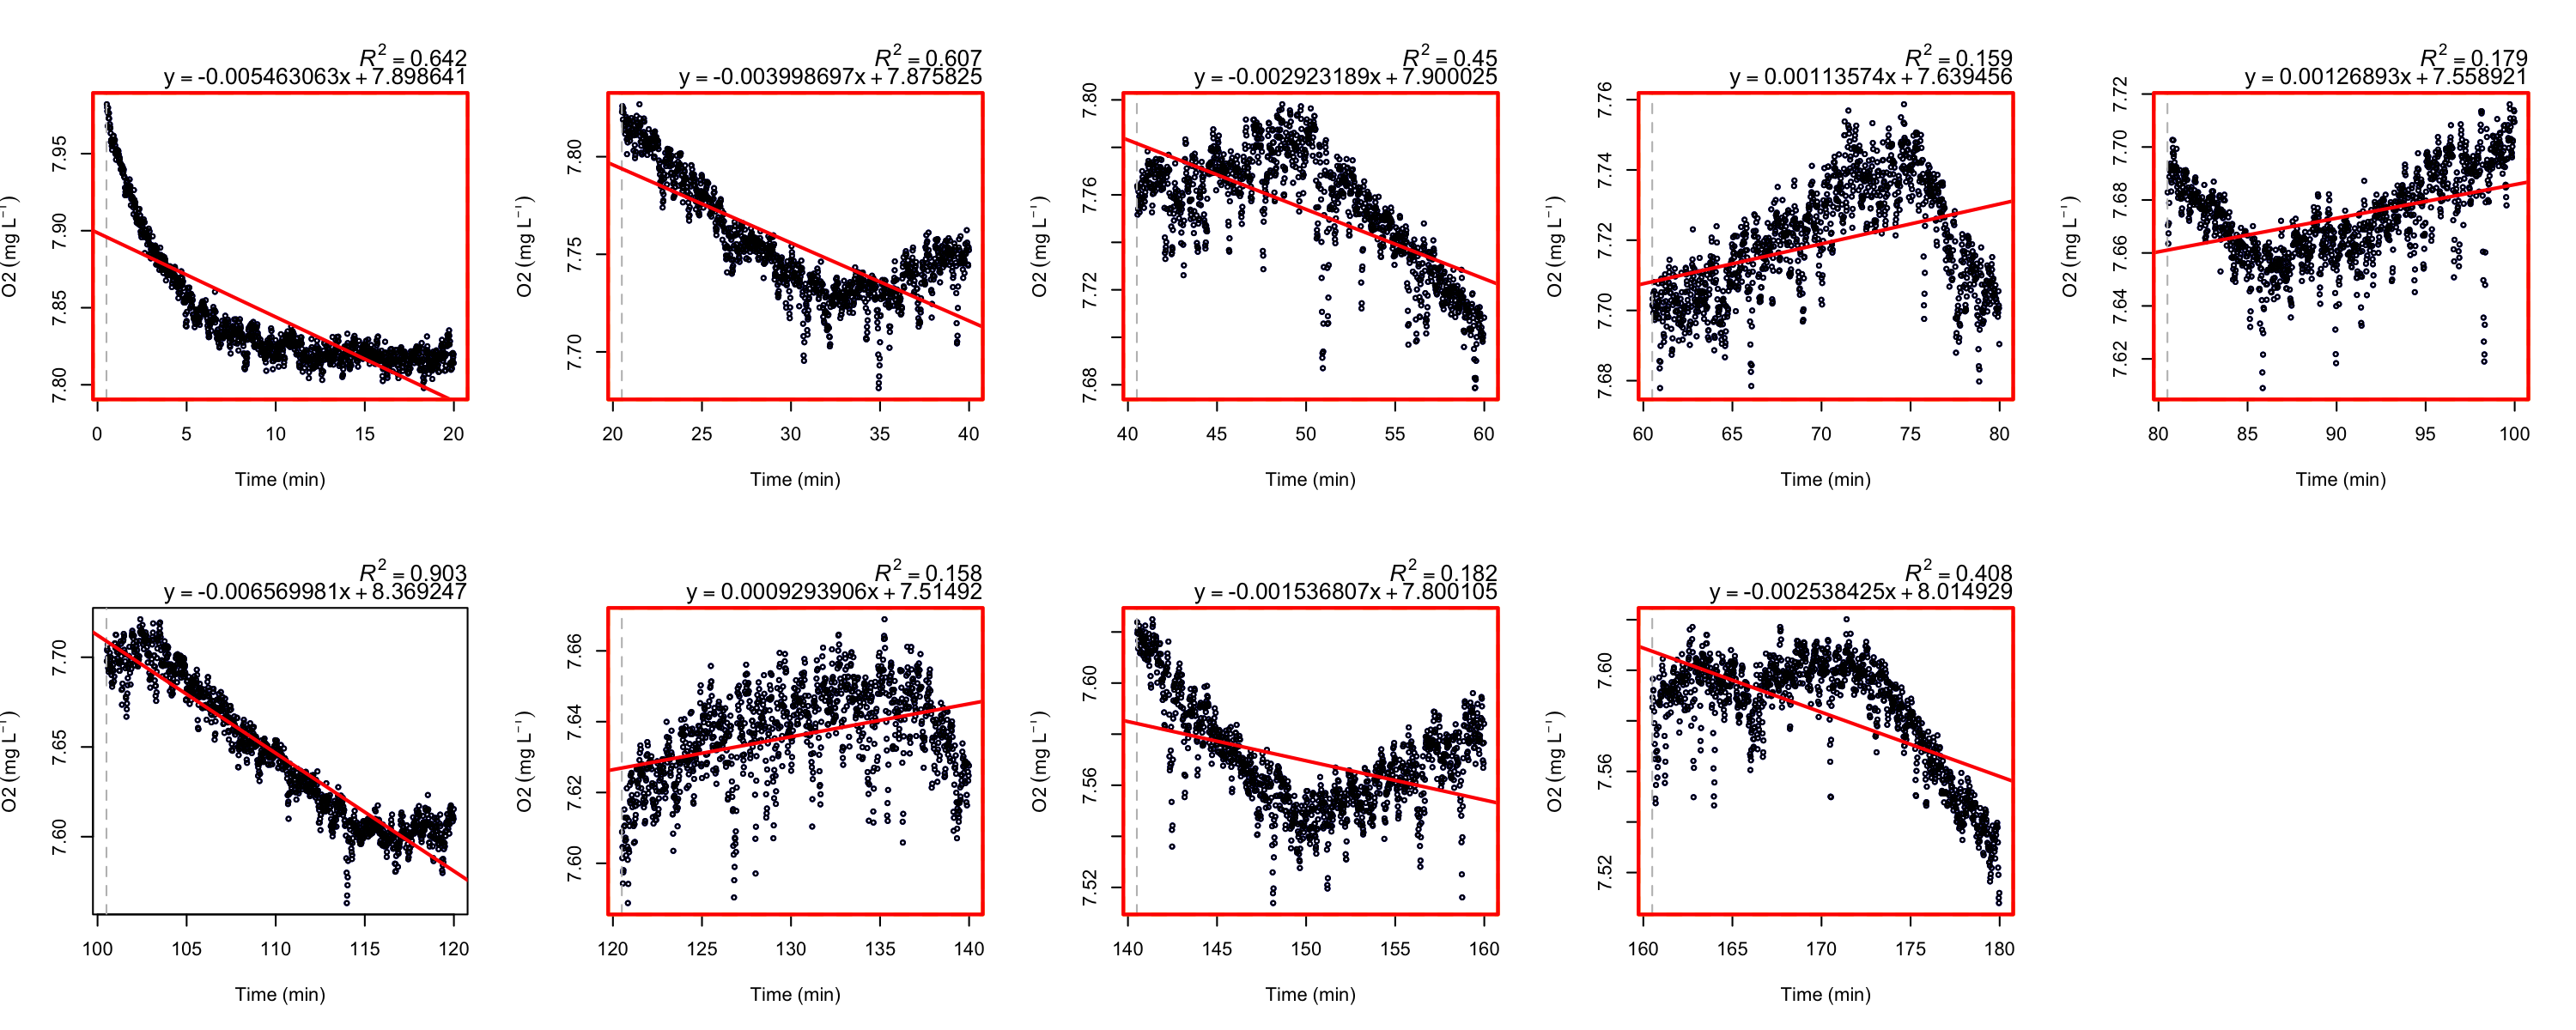 R² = 0.642
y = -0.005463063x + 7.898641
O2 (mg L⁻¹)
7.80 7.85 7.90 7.95
0 5 10 15 20
Time (min)
R² = 0.607
y = -0.003998697x + 7.875825
O2 (mg L⁻¹)
7.70 7.75 7.80
20 25 30 35 40
Time (min)
R² = 0.45
y = -0.002923189x + 7.900025
O2 (mg L⁻¹)
7.68 7.72 7.76 7.80
40 45 50 55 60
Time (min)
R² = 0.159
y = 0.00113574x + 7.639456
O2 (mg L⁻¹)
7.68 7.70 7.72 7.74 7.76
60 65 70 75 80
Time (min)
R² = 0.179
y = 0.00126893x + 7.558921
O2 (mg L⁻¹)
7.62 7.64 7.66 7.68 7.70 7.72
80 85 90 95 100
Time (min)
R² = 0.903
y = -0.006569981x + 8.369247
O2 (mg L⁻¹)
7.60 7.65 7.70
100 105 110 115 120
Time (min)
R² = 0.158
y = 0.0009293906x + 7.51492
O2 (mg L⁻¹)
7.60 7.62 7.64 7.66
120 125 130 135 140
Time (min)
R² = 0.182
y = -0.001536807x + 7.800105
O2 (mg L⁻¹)
7.52 7.56 7.60
140 145 150 155 160
Time (min)
R² = 0.408
y = -0.002538425x + 8.014929
O2 (mg L⁻¹)
7.52 7.56 7.60
160 165 170 175 180
Time (min)